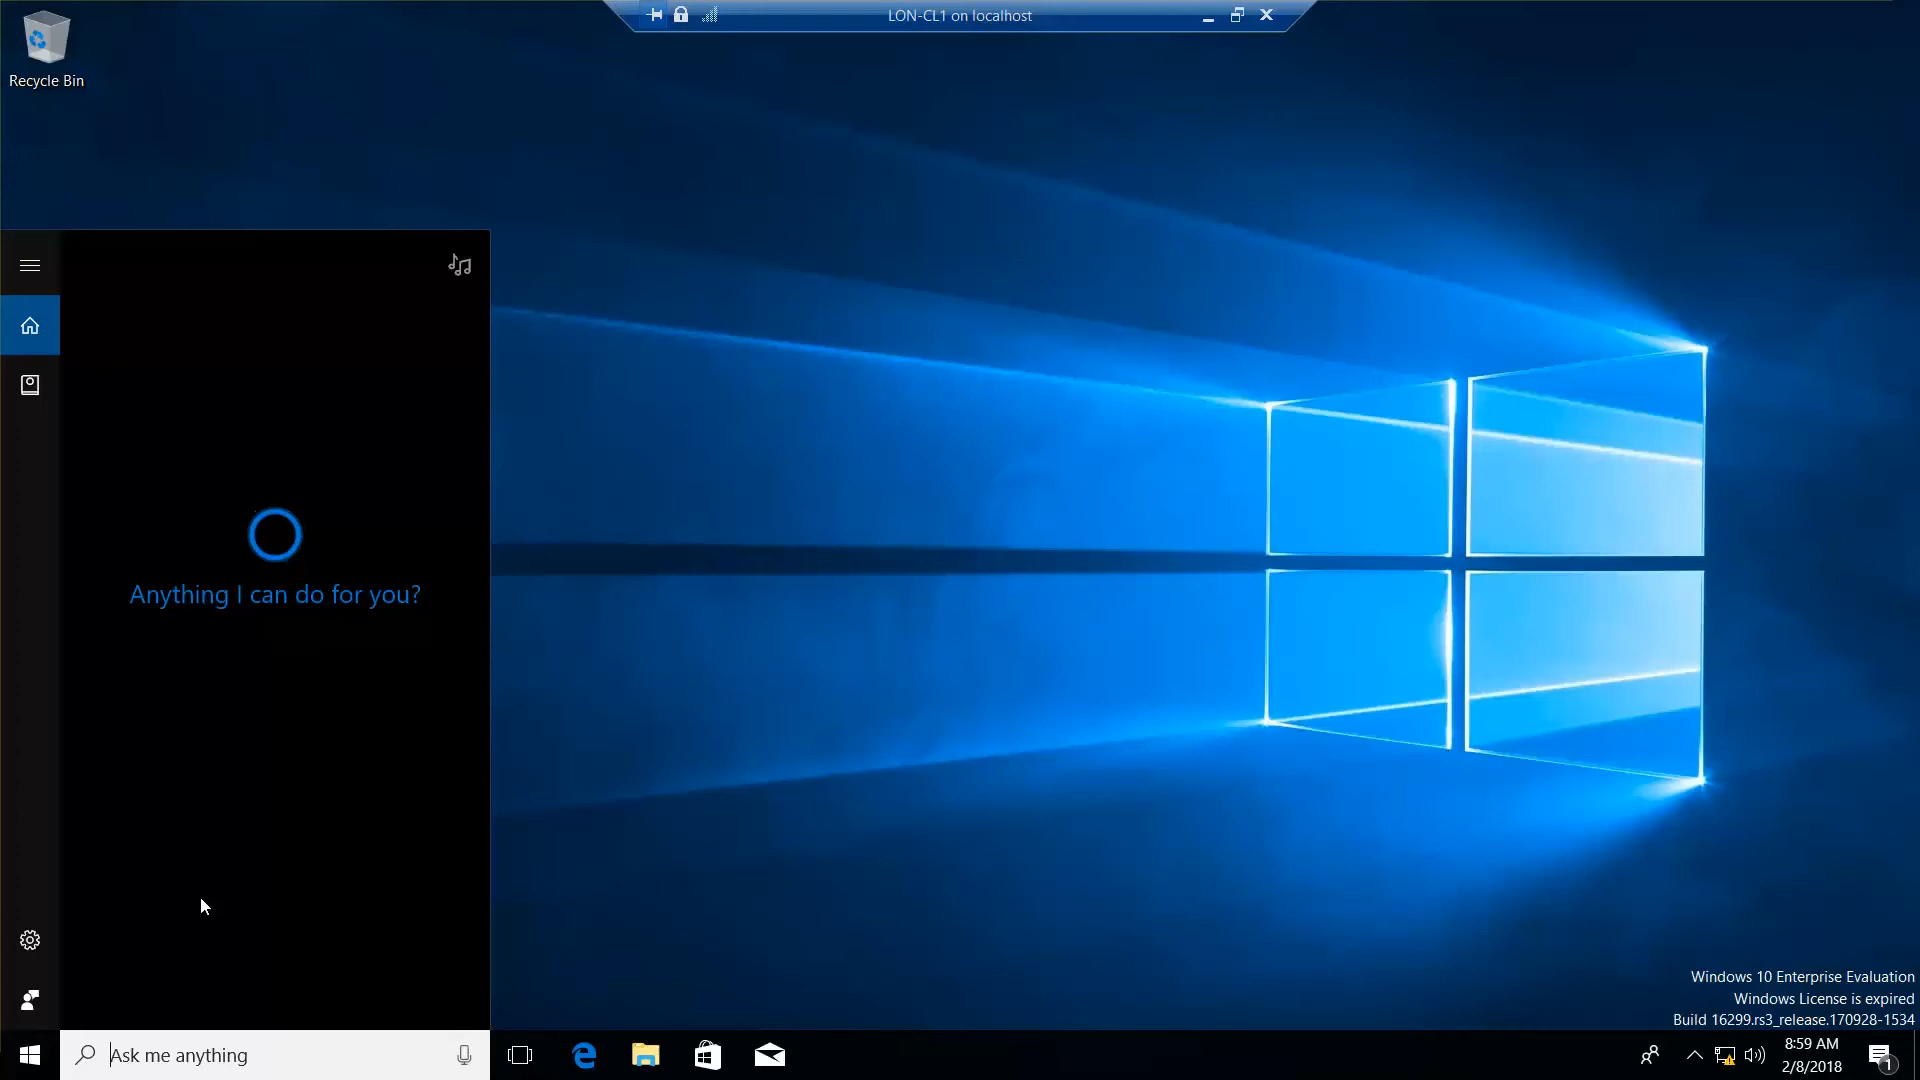 LON-CL1 on localhost
Recycle Bin
Anything I can do for you?
Windows 10 Enterprise Evaluation
Windows License is expired
Build 16299.rs3_release.170928-1534
Ask me anything
8:59 AM
2/8/2018
1